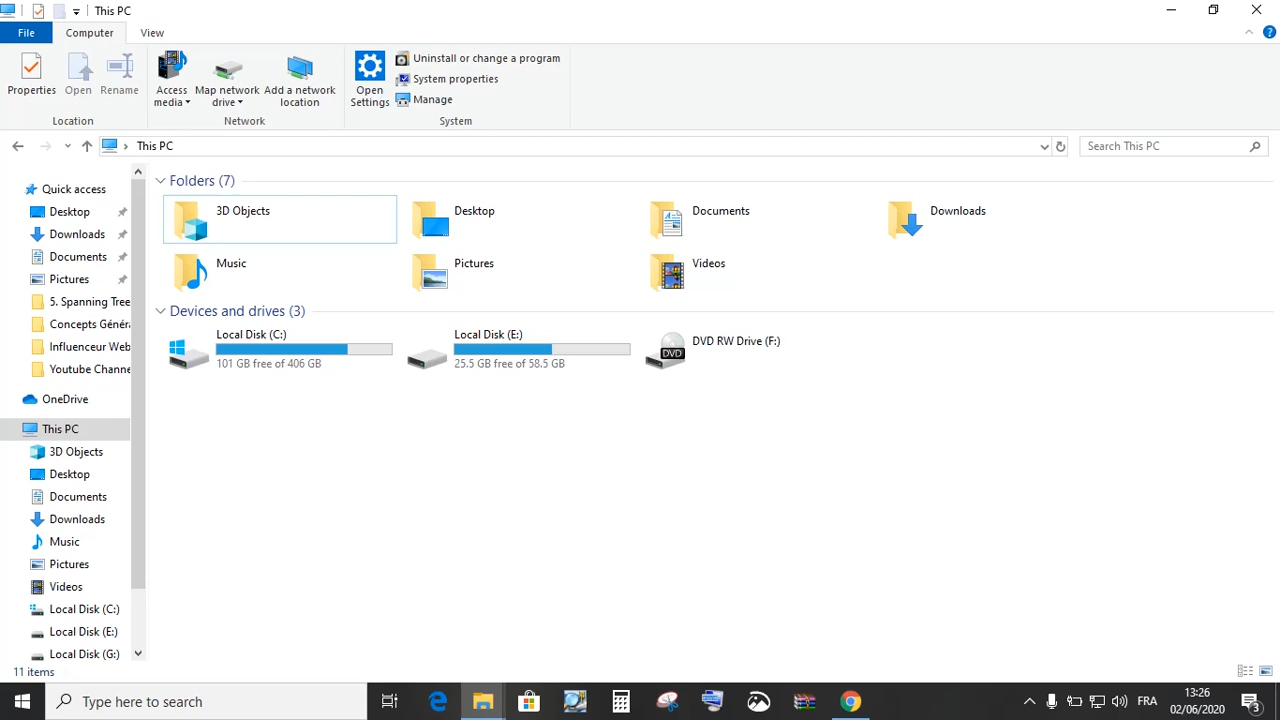 This PC
File Computer View
Properties Open Rename Access media Map network drive Add a network location Open Settings
Uninstall or change a program
System properties
Manage
Location Network System
This PC
Search This PC
Quick access
Desktop
Downloads
Documents
Pictures
5. Spanning Tree
Concepts Généra
Influenceur Web
Youtube Channe
OneDrive
This PC
3D Objects
Desktop
Documents
Downloads
Music
Pictures
Videos
Local Disk (C:)
Local Disk (E:)
Local Disk (G:)
Folders (7)
3D Objects Desktop Documents Downloads
Music Pictures Videos
Devices and drives (3)
Local Disk (C:)
101 GB free of 406 GB
Local Disk (E:)
25.5 GB free of 58.5 GB
DVD RW Drive (F:)
DVD
11 items
Type here to search
FRA
13:26
02/06/2020
3